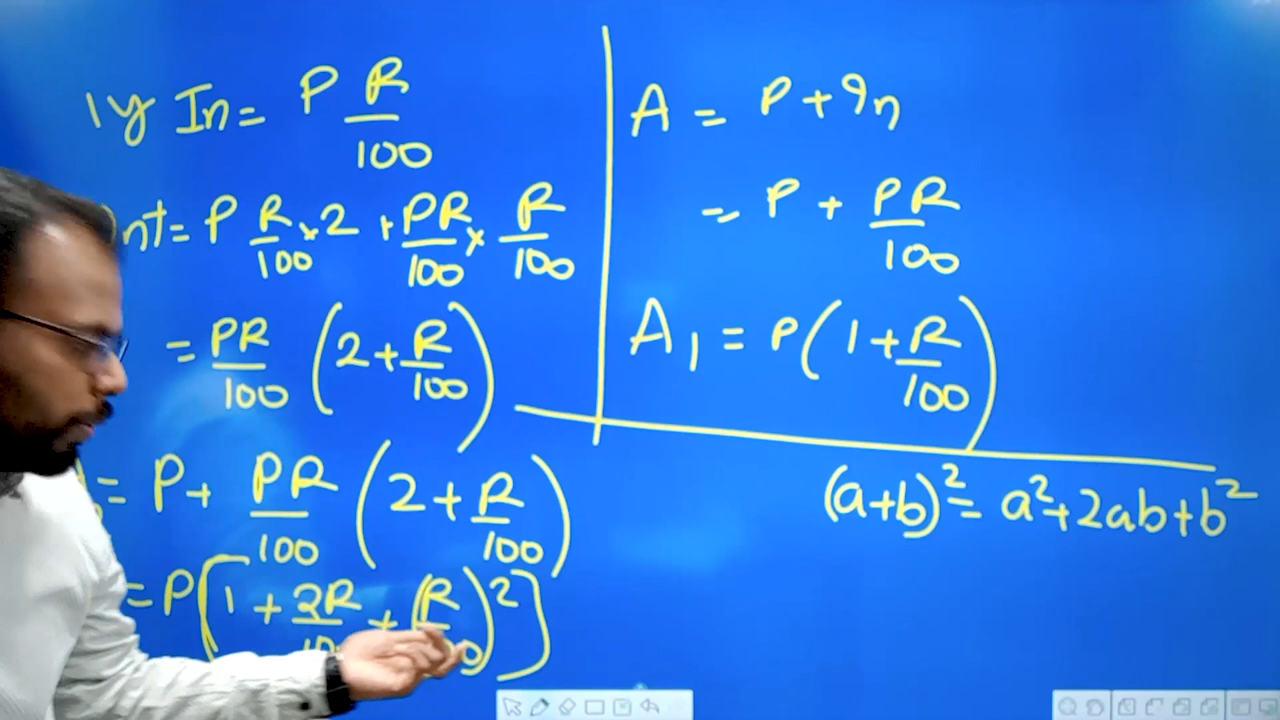 1y In = P R/100
nt = P R/100 × 2 + PR/100 × R/100
= PR/100 (2 + R/100)
= P + PR/100 (2 + R/100)
= P[1 + 2R/ + (R/)²]
A = P + In
= P + PR/100
A₁ = P(1 + R/100)
(a+b)² = a² + 2ab + b²